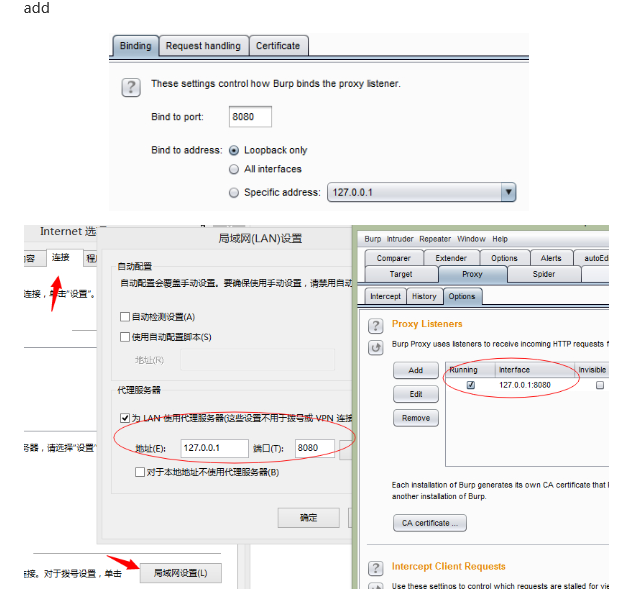 add
Binding Request handling Certificate
These settings control how Burp binds the proxy listener.
Bind to port: 8080
Bind to address: Loopback only
All interfaces
Specific address: 127.0.0.1
Internet 选
连接
连接，单击"设置"。
务器，请选择"设置"
连接。对于拨号设置，单击
局域网设置(L)
局域网(LAN)设置
自动配置
自动配置会覆盖手动设置。要确保使用手动设置，请禁用自动
自动检测设置(A)
使用自动配置脚本(S)
地址(R)
代理服务器
为 LAN 使用代理服务器(这些设置不用于拨号或 VPN 连接
地址(E): 127.0.0.1 端口(T): 8080
对于本地地址不使用代理服务器(B)
确定
Burp Intruder Repeater Window Help
Comparer Extender Options Alerts autoEd
Target Proxy Spider
Intercept History Options
? Proxy Listeners
Burp Proxy uses listeners to receive incoming HTTP requests f
Add Running Interface Invisible
127.0.0.1:8080
Edit
Remove
Each installation of Burp generates its own CA certificate that
another installation of Burp.
CA certificate ...
? Intercept Client Requests
Use these settings to control which requests are stalled for vie